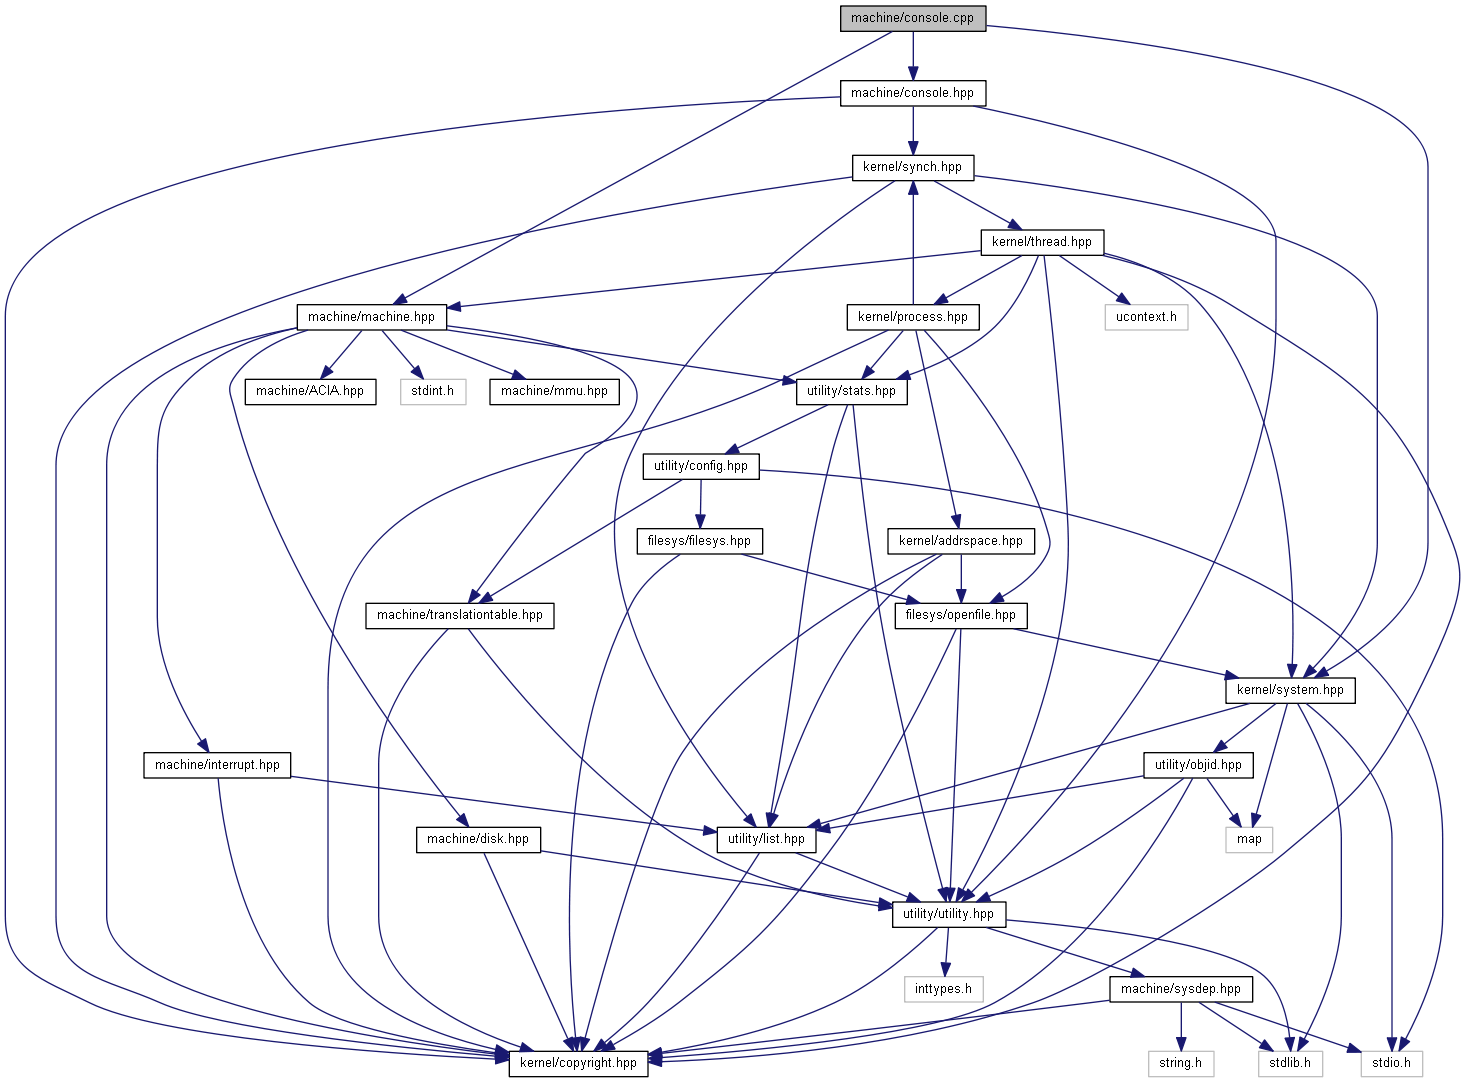 machine/console.cpp
machine/console.hpp
kernel/synch.hpp
kernel/thread.hpp
machine/machine.hpp
kernel/process.hpp
ucontext.h
machine/ACIA.hpp
stdint.h
machine/mmu.hpp
utility/stats.hpp
utility/config.hpp
filesys/filesys.hpp
kernel/addrspace.hpp
machine/translationtable.hpp
filesys/openfile.hpp
kernel/system.hpp
machine/interrupt.hpp
utility/objid.hpp
machine/disk.hpp
utility/list.hpp
map
utility/utility.hpp
inttypes.h
machine/sysdep.hpp
kernel/copyright.hpp
string.h
stdlib.h
stdio.h